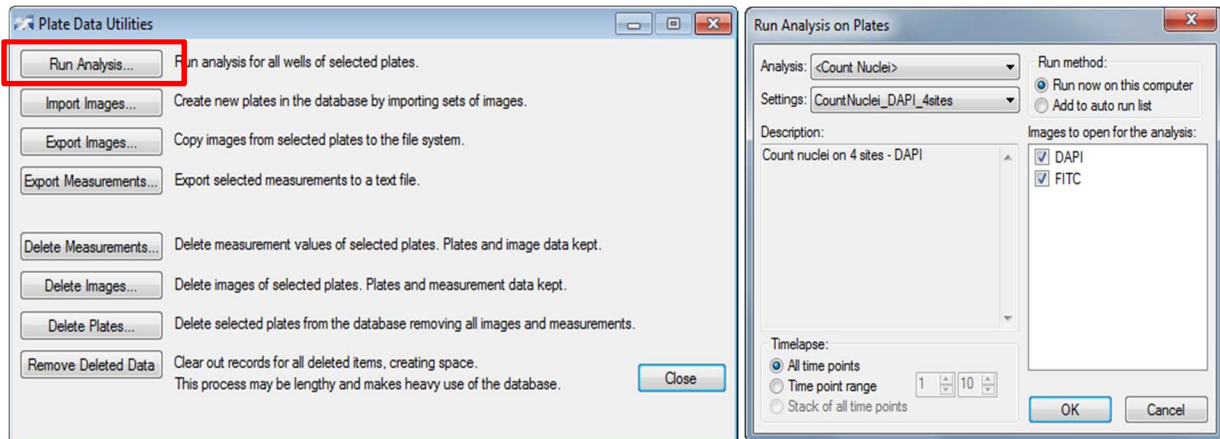 Plate Data Utilities
Run Analysis...
Run analysis for all wells of selected plates.
Import Images...
Create new plates in the database by importing sets of images.
Export Images...
Copy images from selected plates to the file system.
Export Measurements...
Export selected measurements to a text file.
Delete Measurements...
Delete measurement values of selected plates. Plates and image data kept.
Delete Images...
Delete images of selected plates. Plates and measurement data kept.
Delete Plates...
Delete selected plates from the database removing all images and measurements.
Remove Deleted Data
Clear out records for all deleted items, creating space.
This process may be lengthy and makes heavy use of the database.
Close
Run Analysis on Plates
Analysis: <Count Nuclei>
Settings: CountNuclei_DAPI_4sites
Description:
Count nuclei on 4 sites - DAPI
Timelapse:
All time points
Time point range 1 10
Stack of all time points
Run method:
Run now on this computer
Add to auto run list
Images to open for the analysis:
DAPI
FITC
OK
Cancel